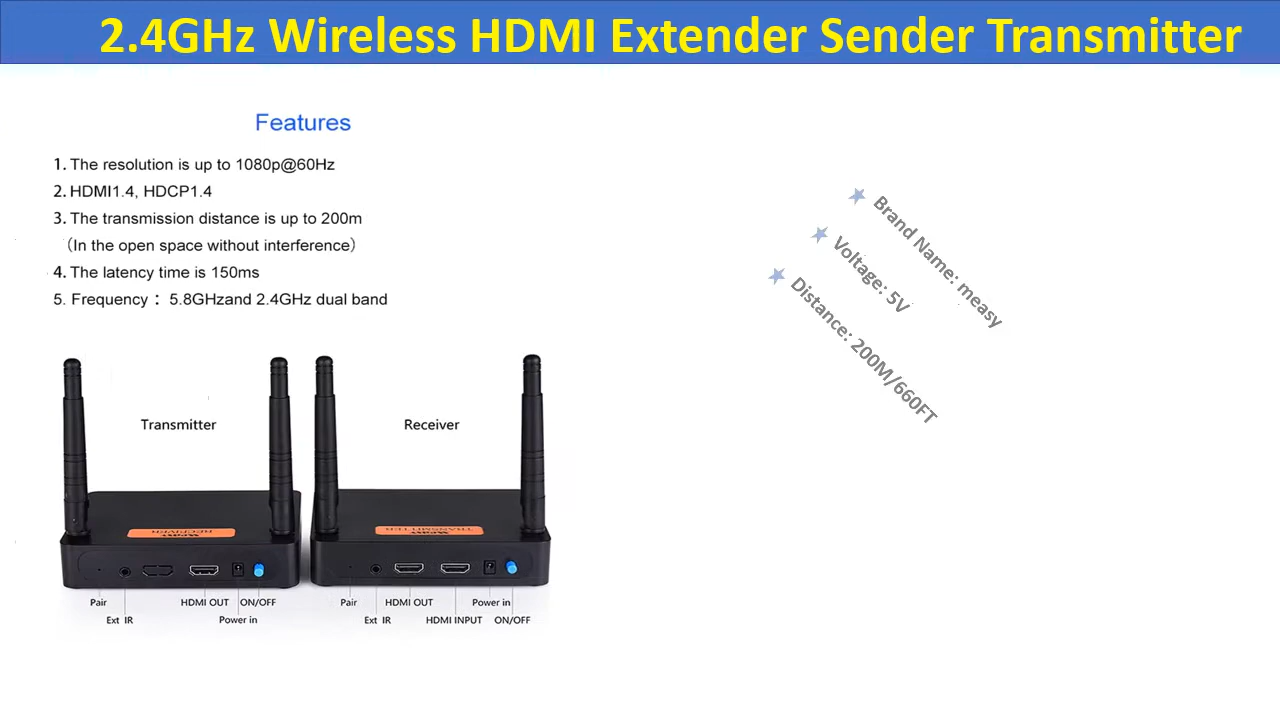 2.4GHz Wireless HDMI Extender Sender Transmitter
Features
1. The resolution is up to 1080p@60Hz
2. HDMI1.4, HDCP1.4
3. The transmission distance is up to 200m
(In the open space without interference)
4. The latency time is 150ms
5. Frequency： 5.8GHzand 2.4GHz dual band
Brand Name: measy
Voltage: 5V
Distance: 200M/660FT
Transmitter
Receiver
RECEIVER
TRANSMITTER
Pair
HDMI OUT
ON/OFF
Ext IR
Power in
Pair
HDMI OUT
Power in
Ext IR
HDMI INPUT
ON/OFF